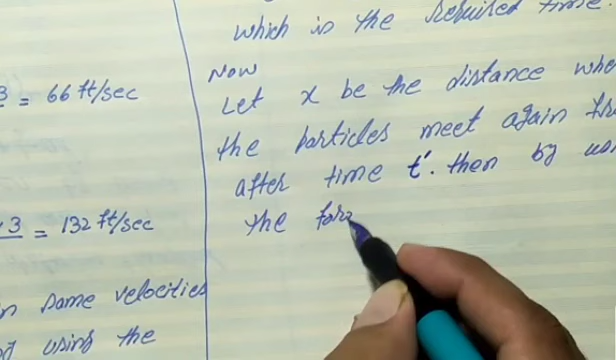 3 = 66 ft/sec
3 = 132 ft/sec
same velocities
using the
which is the required time.
Now
Let x be the distance
the particles meet again
after time t'. then by
the for